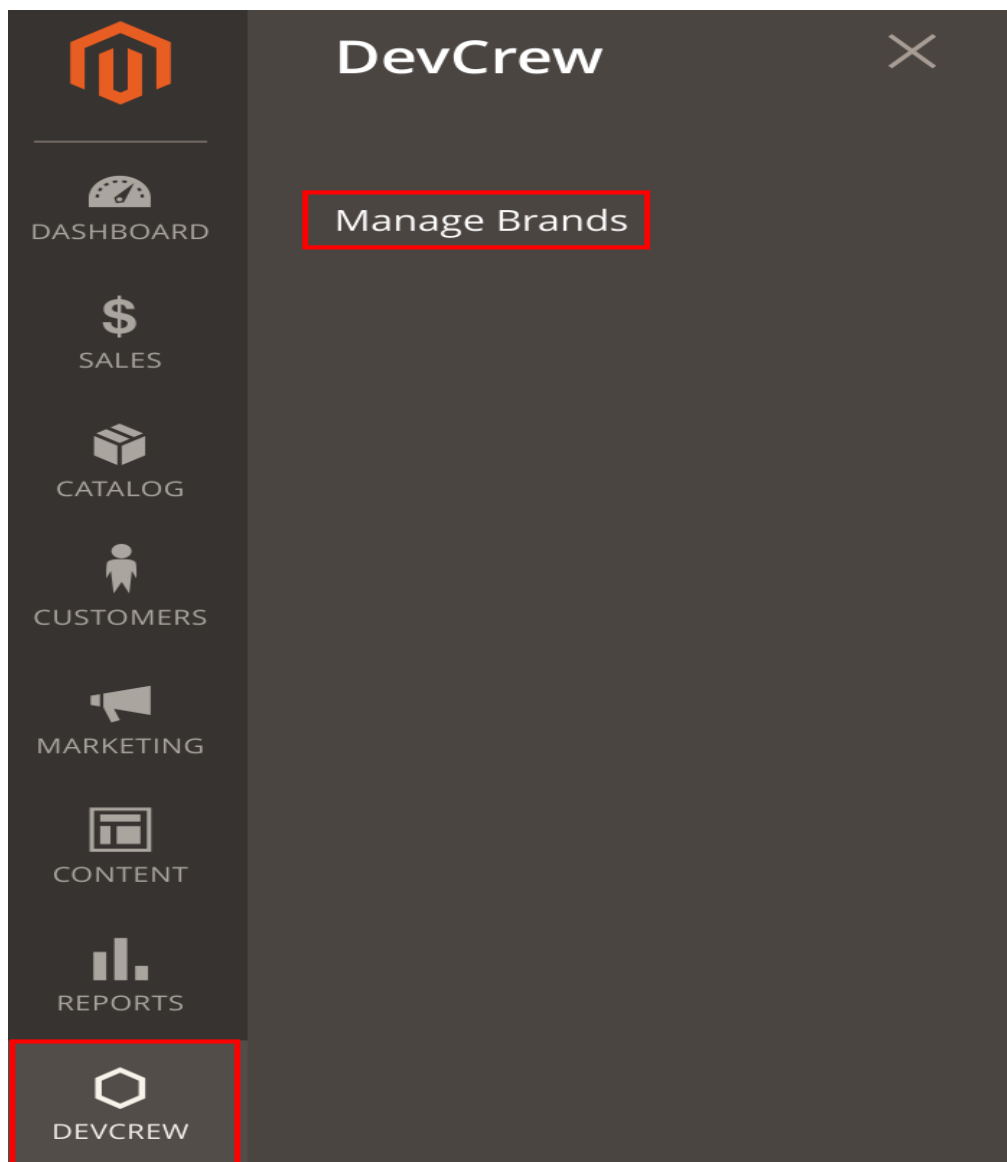 DevCrew
Manage Brands
DASHBOARD
SALES
CATALOG
CUSTOMERS
MARKETING
CONTENT
REPORTS
DEVCREW